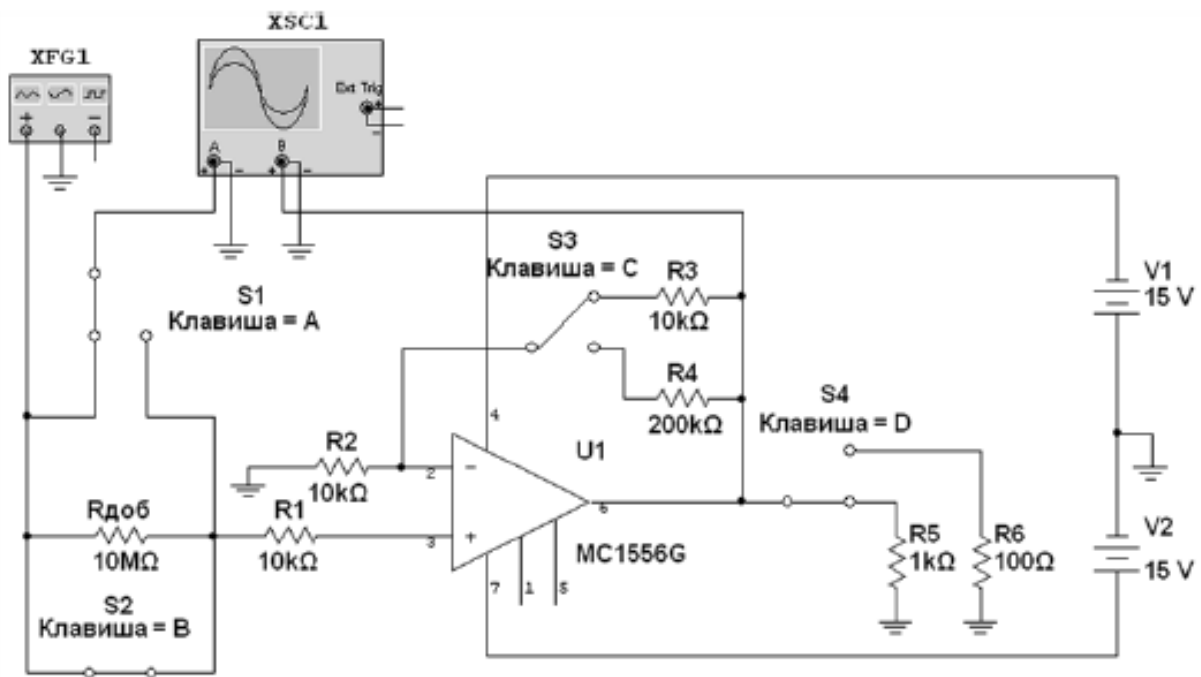 XSC1
XFG1
Ext Trig
+
-
+
-
A
B
+
-
+
-
S1
Клавиша = A
S3
Клавиша = C
R3
10kΩ
R4
200kΩ
V1
15 V
4
S4
Клавиша = D
R2
10kΩ
2
-
U1
6
Rдоб
10MΩ
R1
10kΩ
3
+
MC1556G
7
1
5
R5
1kΩ
R6
100Ω
V2
15 V
S2
Клавиша = B